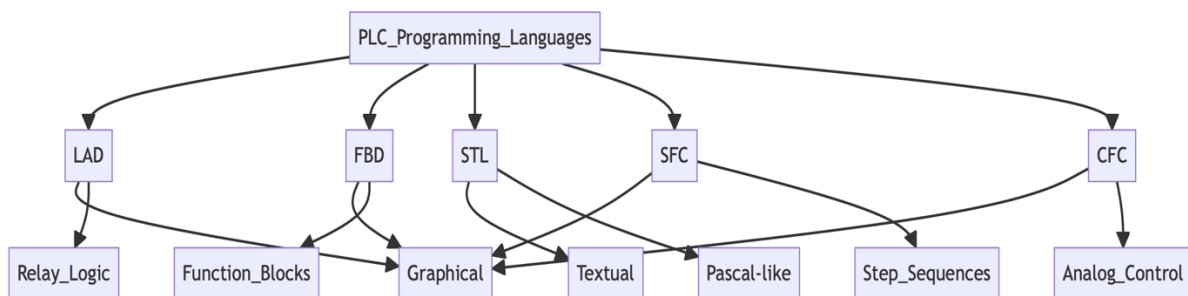 PLC_Programming_Languages
LAD
FBD
STL
SFC
CFC
Relay_Logic
Function_Blocks
Graphical
Textual
Pascal-like
Step_Sequences
Analog_Control